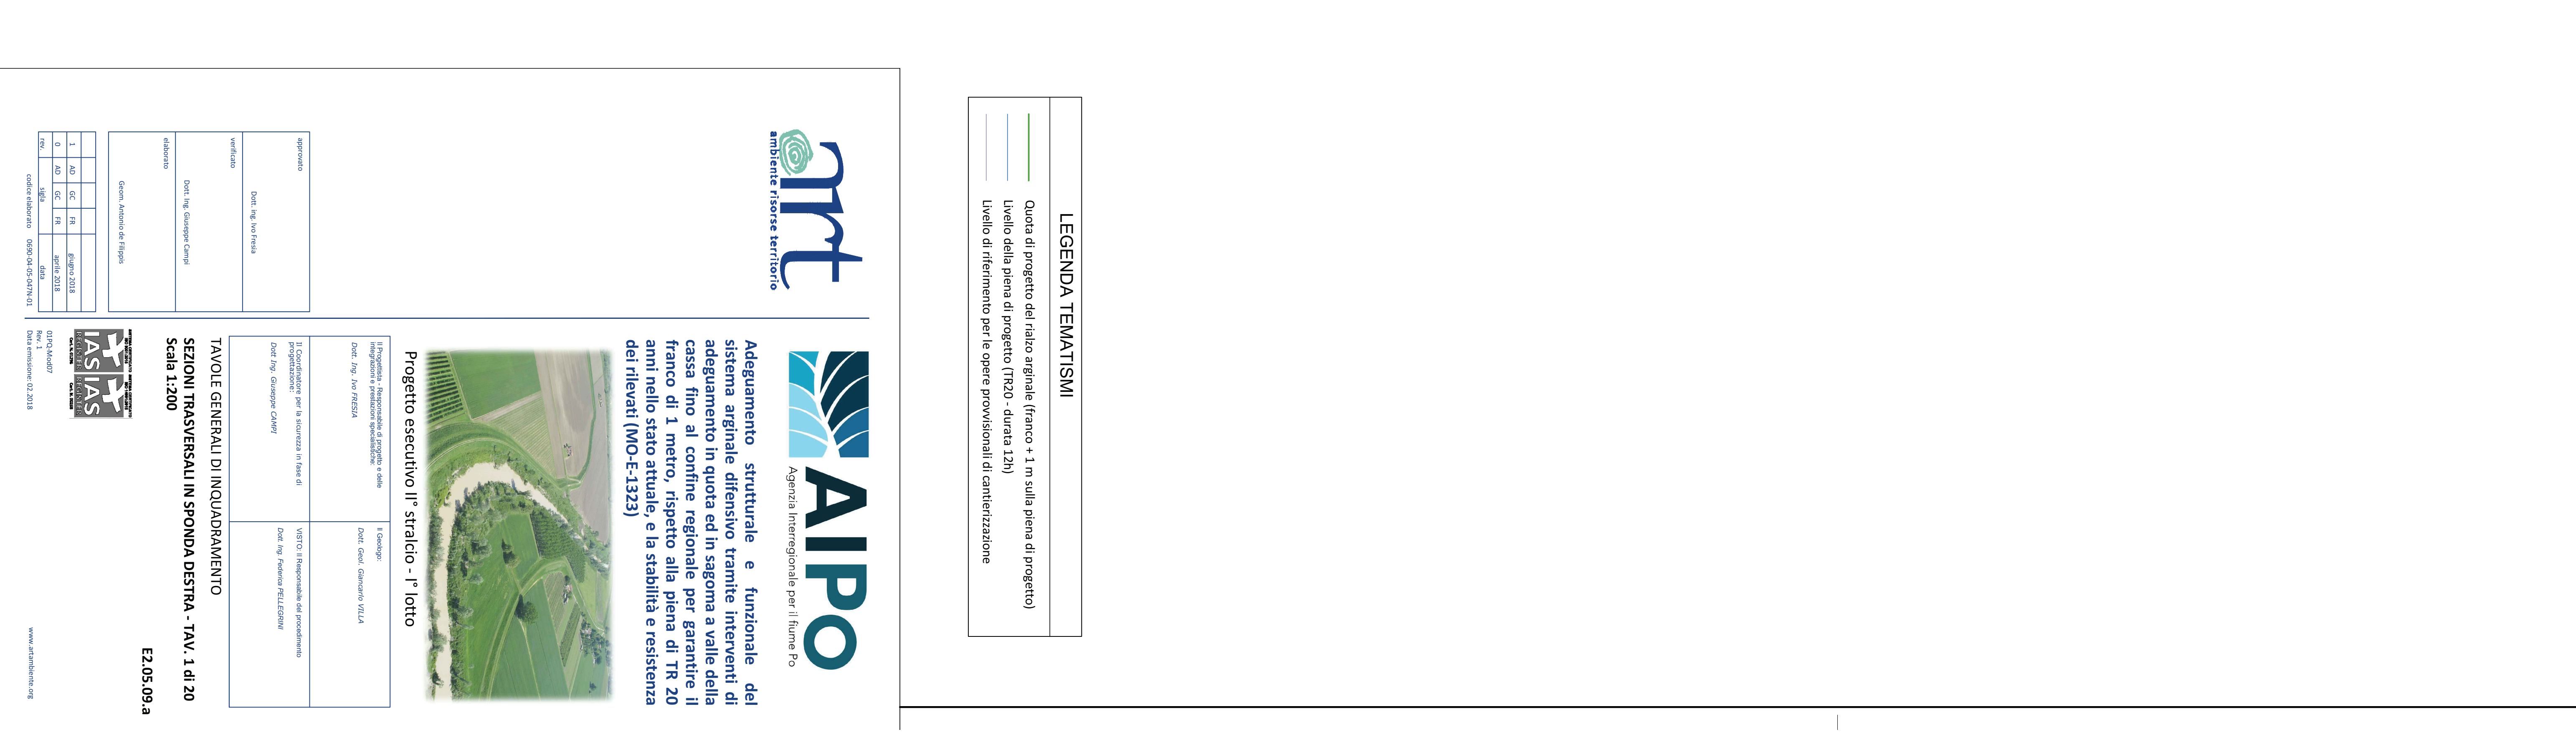 LEGENDA TEMATISMI
Quota di progetto del rialzo arginale (franco + 1 m sulla piena di progetto)
Livello della piena di progetto (TR20 - durata 12h)
Livello di riferimento per le opere provvisionali di cantierizzazione
art
ambiente risorse territorio
AIPO
Agenzia Interregionale per il fiume Po
Adeguamento strutturale e funzionale del
sistema arginale difensivo tramite interventi di
adeguamento in quota ed in sagoma a valle della
cassa fino al confine regionale per garantire il
franco di 1 metro, rispetto alla piena di TR 20
anni nello stato attuale, e la stabilità e resistenza
dei rilevati (MO-E-1323)
Progetto esecutivo II° stralcio - I° lotto
Il Progettista - Responsabile di progetto e delle
integrazioni e prestazioni specialistiche:
Dott. Ing. Ivo FRESIA
Il Geologo:
Dott. Geol. Giancarlo VILLA
Il Coordinatore per la sicurezza in fase di
progettazione:
Dott Ing. Giuseppe CAMPI
VISTO: Il Responsabile del procedimento
Dott. Ing. Federica PELLEGRINI
TAVOLE GENERALI DI INQUADRAMENTO
SEZIONI TRASVERSALI IN SPONDA DESTRA - TAV. 1 di 20
Scala 1:200
E2.05.09.a
approvato
Dott. ing. Ivo Fresia
verificato
Dott. Ing. Giuseppe Campi
elaborato
Geom. Antonio de Filippis
1 AD GC FR giugno 2018
0 AD GC FR aprile 2018
rev. sigla data
codice elaborato 0690-04-05-047N-01
IAS IAS
REGISTER REGISTER
01PQ-Mod07
Rev. 1
Data emissione: 02.2018
www.artambiente.org